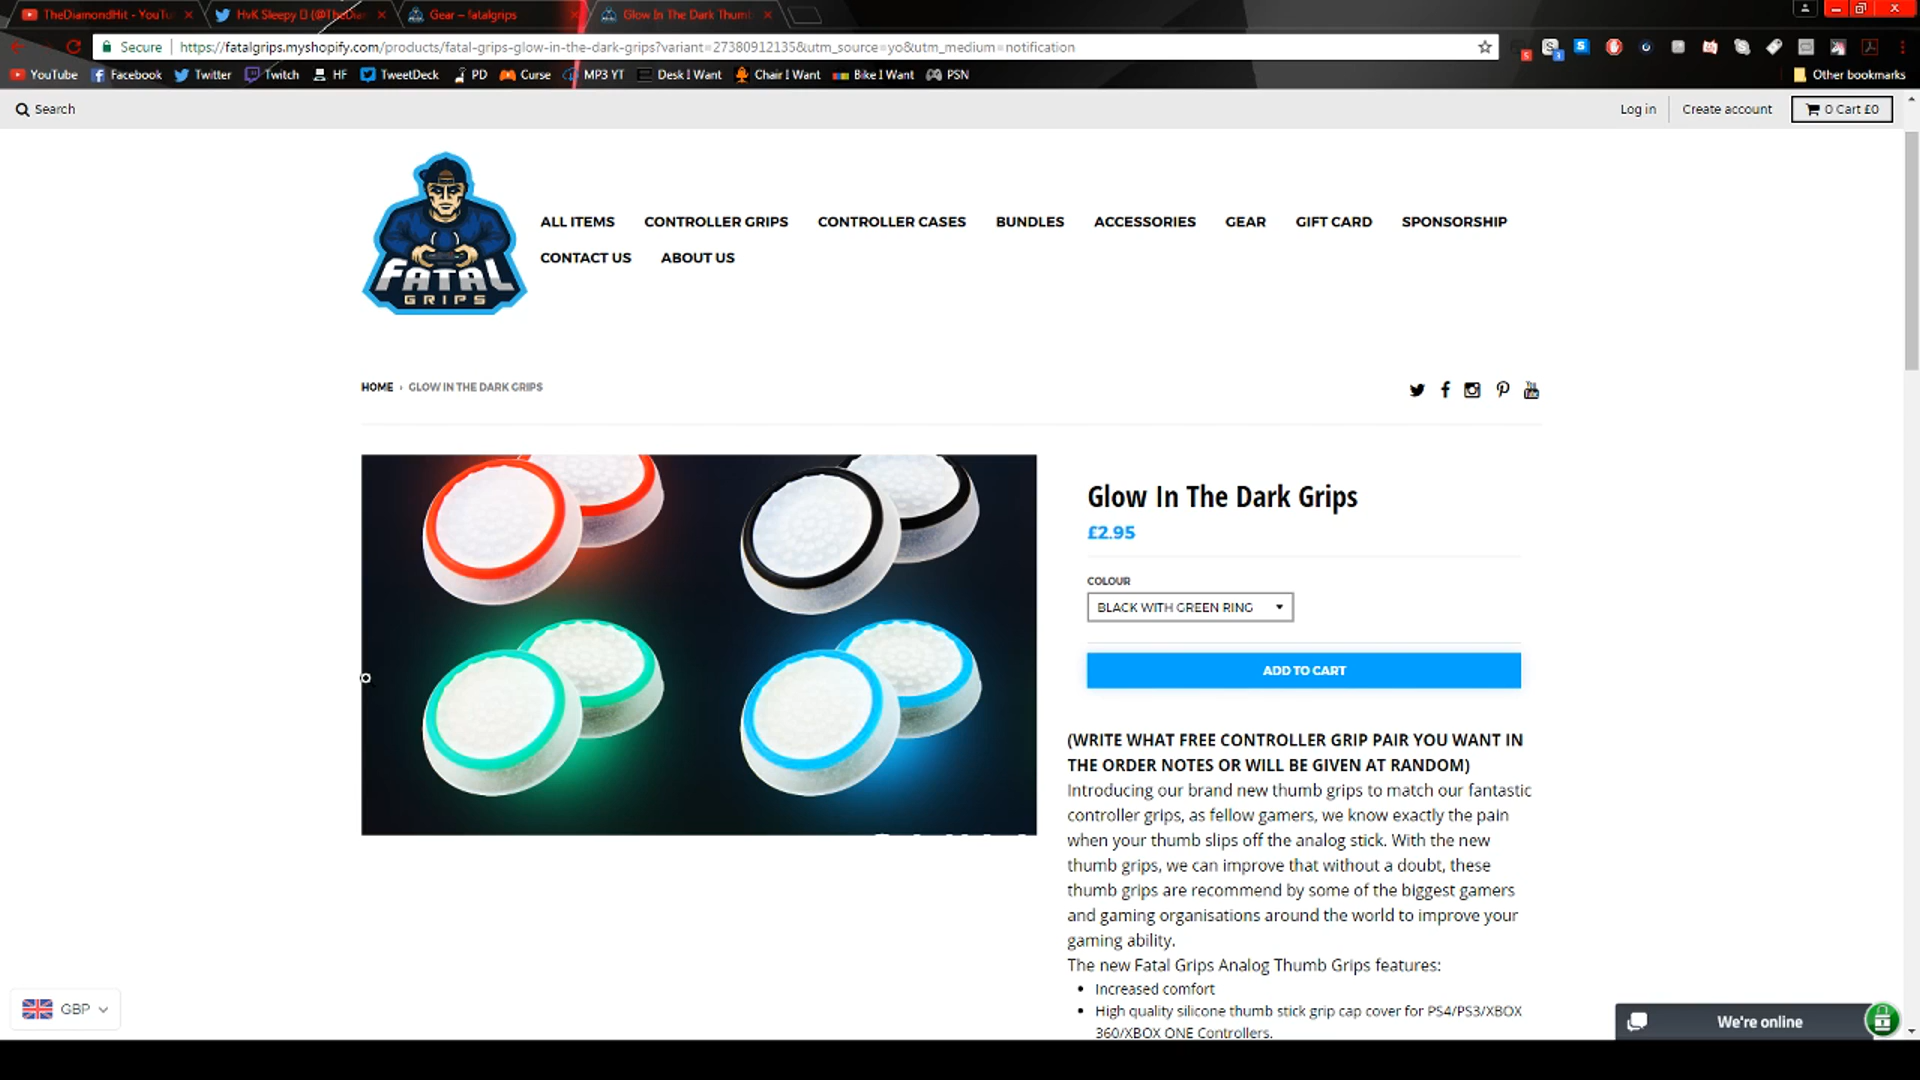 TheDiamondHit - YouTu
HvK Sleepy
Gear – fatalgrips
Glow In The Dark Thumb
Secure
https://fatalgrips.myshopify.com/products/fatal-grips-glow-in-the-dark-grips?variant=27380912135&utm_source=yo&utm_medium=notification
YouTube Facebook Twitter Twitch HF TweetDeck PD Curse MP3 YT Desk I Want Chair I Want Bike I Want PSN Other bookmarks
Search Log in Create account 0 Cart £0
FATAL
GRIPS
ALL ITEMS CONTROLLER GRIPS CONTROLLER CASES BUNDLES ACCESSORIES GEAR GIFT CARD SPONSORSHIP
CONTACT US ABOUT US
HOME › GLOW IN THE DARK GRIPS
Glow In The Dark Grips
£2.95
COLOUR
BLACK WITH GREEN RING
ADD TO CART
(WRITE WHAT FREE CONTROLLER GRIP PAIR YOU WANT IN
THE ORDER NOTES OR WILL BE GIVEN AT RANDOM)
Introducing our brand new thumb grips to match our fantastic
controller grips, as fellow gamers, we know exactly the pain
when your thumb slips off the analog stick. With the new
thumb grips, we can improve that without a doubt, these
thumb grips are recommend by some of the biggest gamers
and gaming organisations around the world to improve your
gaming ability.
The new Fatal Grips Analog Thumb Grips features:
• Increased comfort
• High quality silicone thumb stick grip cap cover for PS4/PS3/XBOX
360/XBOX ONE Controllers.
GBP
We're online